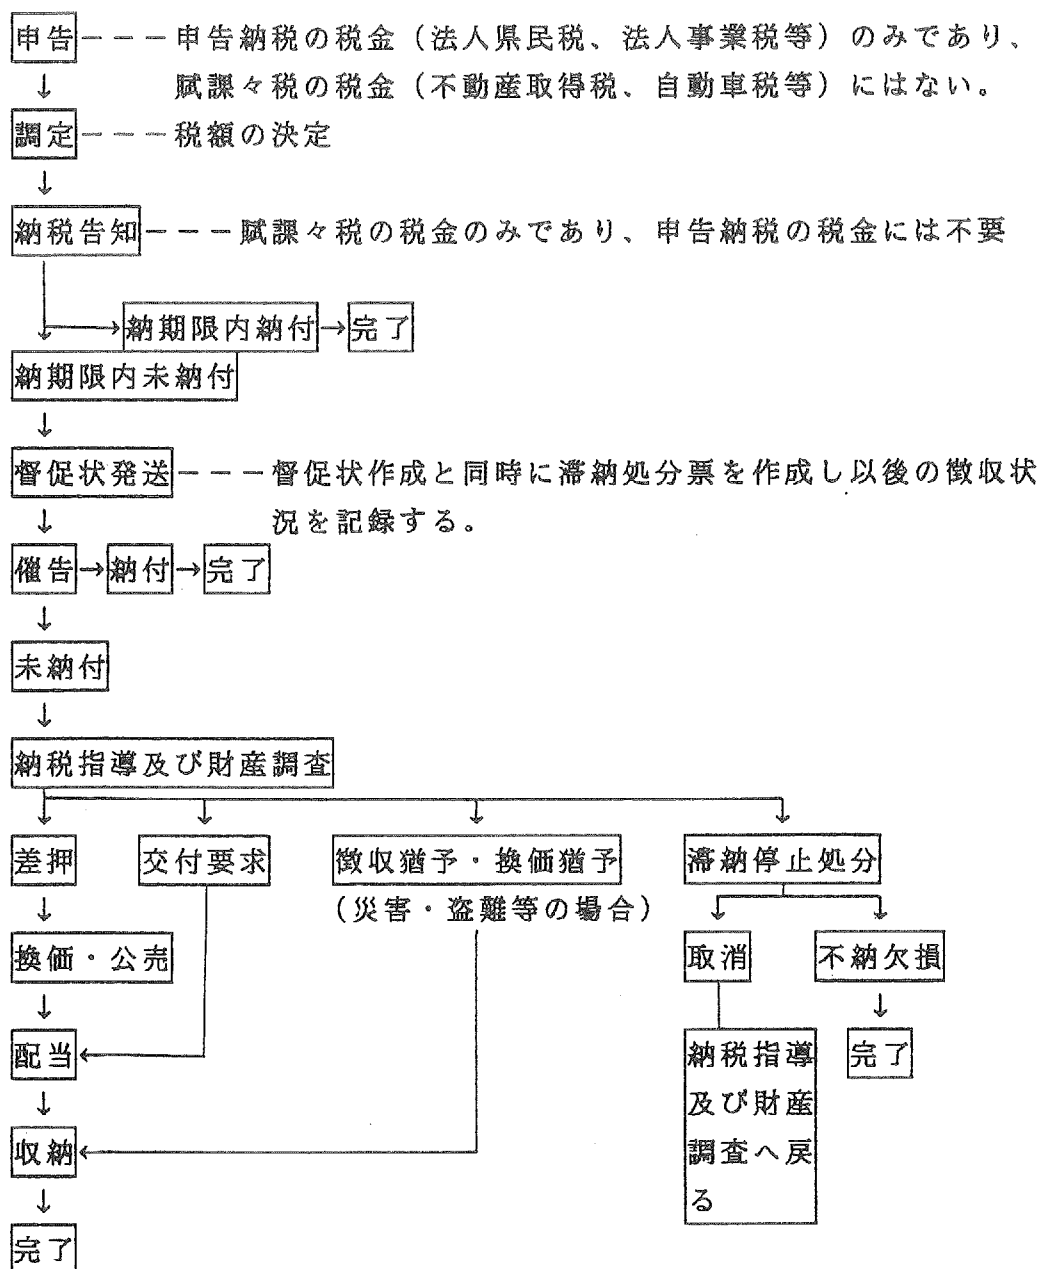 申告－－－申告納税の税金（法人県民税、法人事業税等）のみであり、
↓ 賦課々税の税金（不動産取得税、自動車税等）にはない。
調定－－－税額の決定
↓
納税告知－－－賦課々税の税金のみであり、申告納税の税金には不要
→納期限内納付→完了
↓
納期限内未納付
↓
督促状発送－－－督促状作成と同時に滞納処分票を作成し以後の徴収状
↓ 況を記録する。
催告→納付→完了
↓
未納付
↓
納税指導及び財産調査
↓ ↓ ↓ ↓
差押 交付要求 徴収猶予・換価猶予 滞納停止処分
↓ （災害・盗難等の場合） ↓ ↓
換価・公売 取消 不納欠損
↓ ↓
配当← 納税指導 完了
↓ 及び財産
収納← 調査へ戻
↓ る
完了